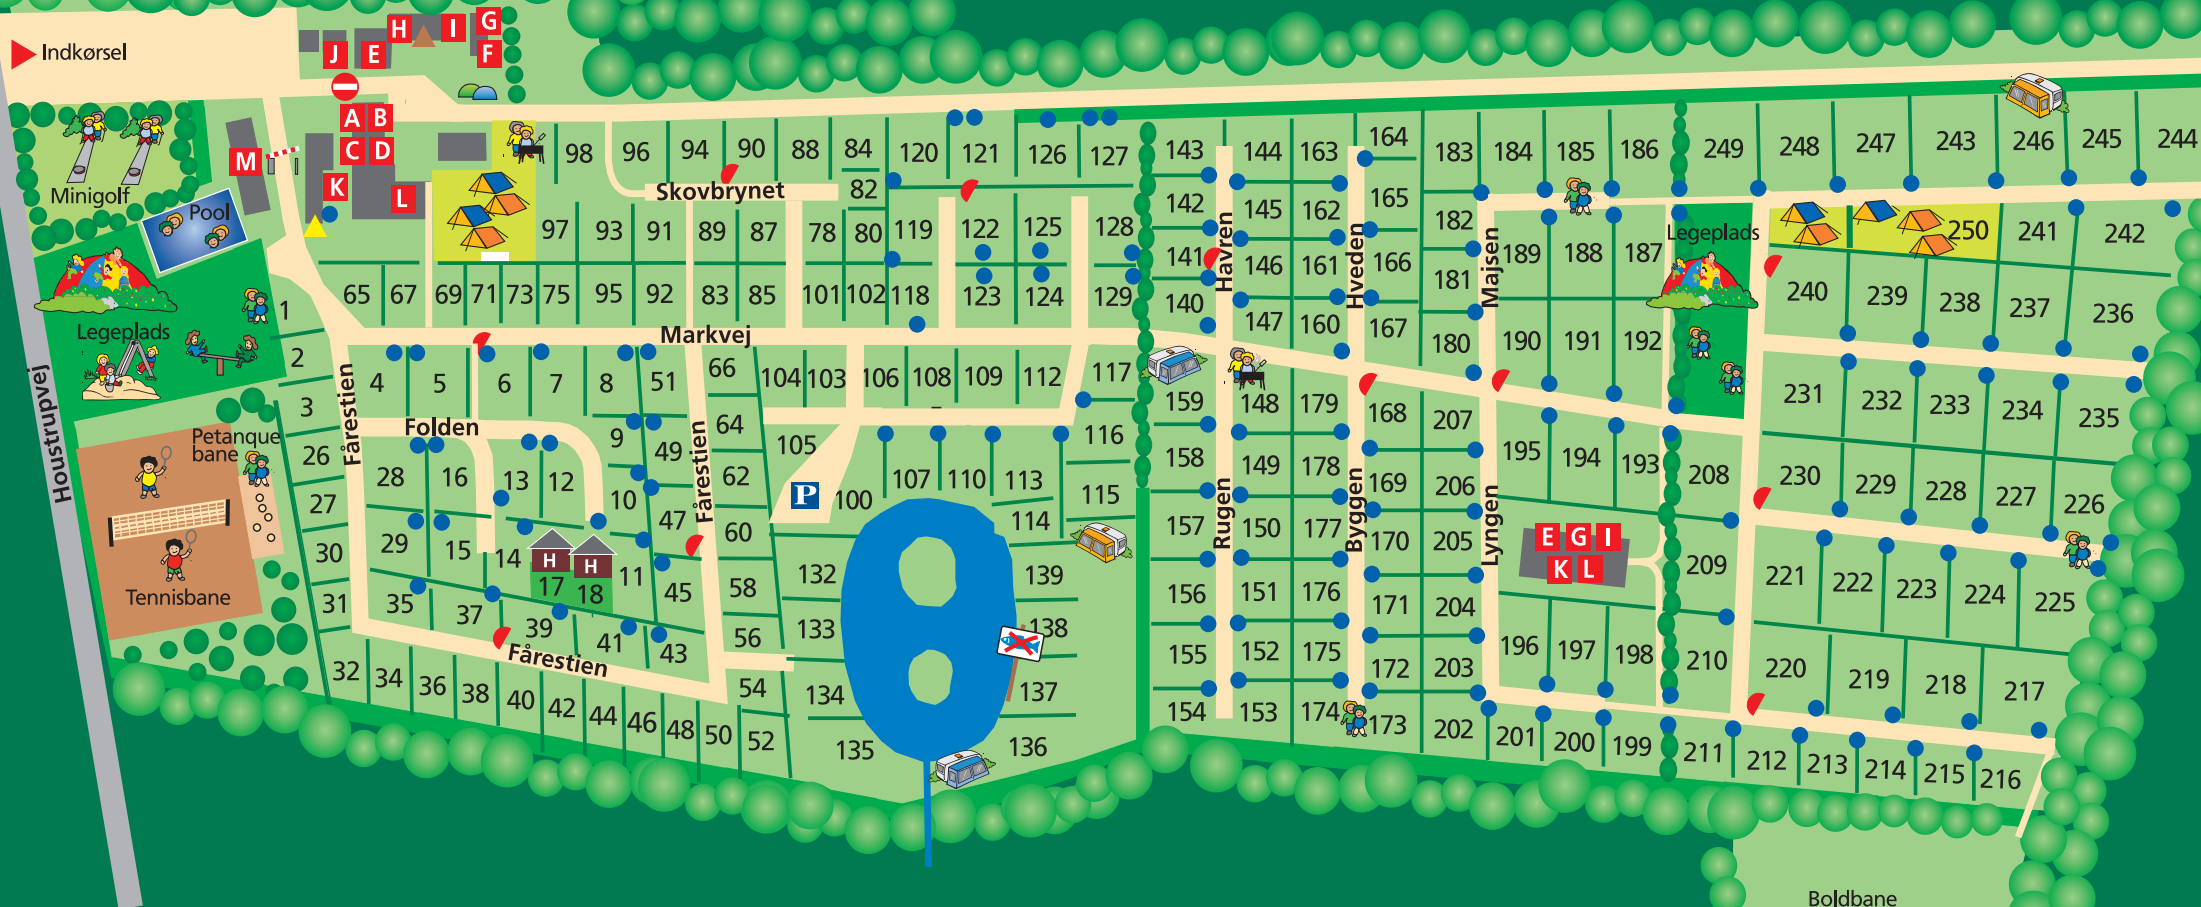 Indkørsel
H I G
J E F
A B
C D
M K L
Minigolf
Pool
Legeplads
Houstrupvej
Petanque
bane
Tennisbane
98 96 94 90 88 84 120 121 126 127
Skovbrynet 82
97 93 91 89 87 78 80 119 122 125 128
65 67 69 71 73 75 95 92 83 85 101 102 118 123 124 129
Markvej
1
2
3
26
27
30
31
Fårestien
4 5 6 7 8 51 66 104 103 106 108 109 112 117
Folden
9 49 64 105 116
28 16 13 12 10 62 P 100 107 110 113 115
Fårestien
47 60 114
29 15 14 H H 11 58 132 139
17 18 45
35 37 39 41 43 56 133 138
Fårestien
32 34 36 38 40 42 44 46 48 50 52 54 134 137
135 136
143 144 163 164 183 184 185 186 249 248 247 243 246 245 244
142 145 162 165 182
Havren
Hveden
Majsen
189 188 187 Legeplads 250 241 242
141 146 161 166 181
140 147 160 167 180 190 191 192 240 239 238 237 236
159 148 179 168 207 231 232 233 234 235
158 149 178 169 206 195 194 193 208 230 229 228 227 226
Rugen
Byggen
Lyngen
157 150 177 170 205 E G I
K L
209 221 222 223 224 225
156 151 176 171 204
155 152 175 172 203 196 197 198 210 220 219 218 217
154 153 174 173 202 201 200 199 211 212 213 214 215 216
Boldbane